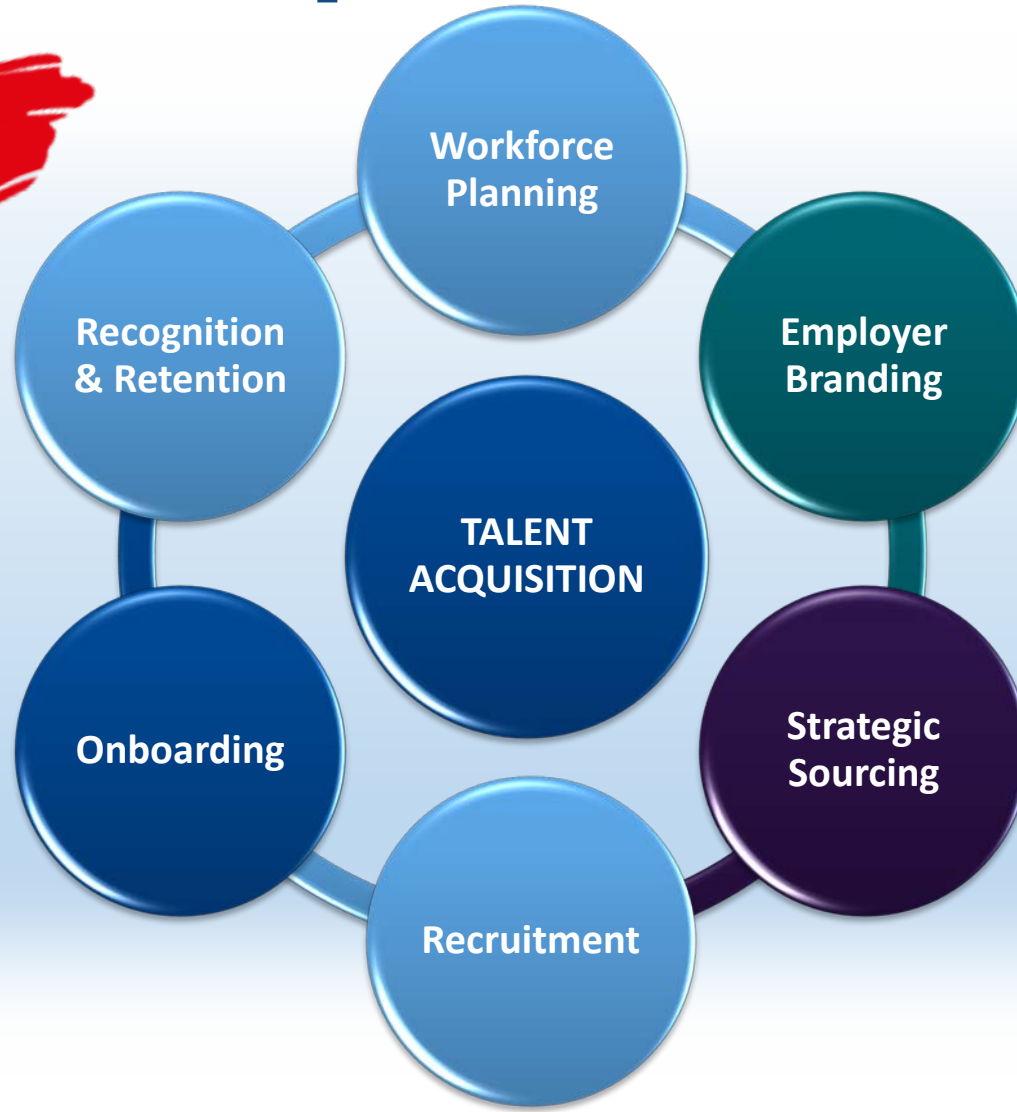 Workforce
Planning
Employer
Branding
Strategic
Sourcing
Recruitment
Onboarding
Recognition
& Retention
TALENT
ACQUISITION